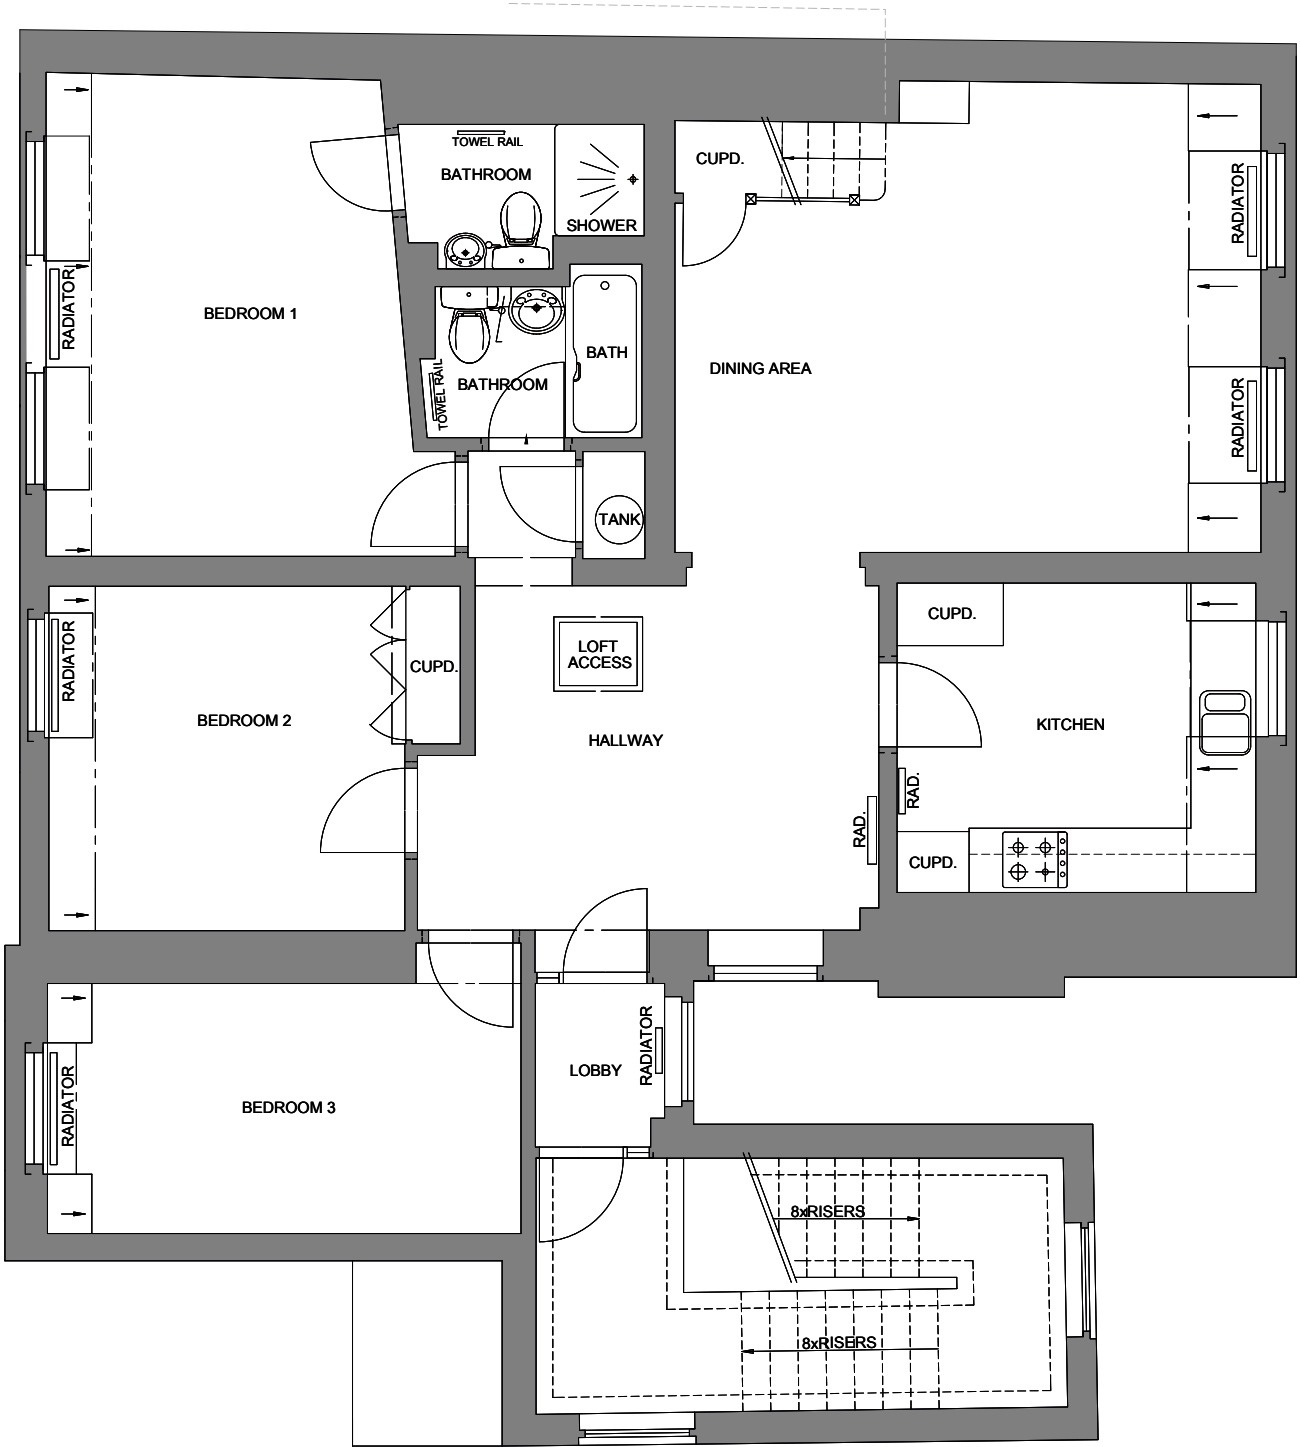 TOWEL RAIL
BATHROOM
SHOWER
CUPD.
RADIATOR
RADIATOR
BEDROOM 1
BATH
BATHROOM
TOWEL RAIL
DINING AREA
RADIATOR
TANK
CUPD.
LOFT
ACCESS
RADIATOR
CUPD.
BEDROOM 2
HALLWAY
KITCHEN
RAD.
RAD.
CUPD.
RADIATOR
LOBBY
RADIATOR
BEDROOM 3
8xRISERS
8xRISERS